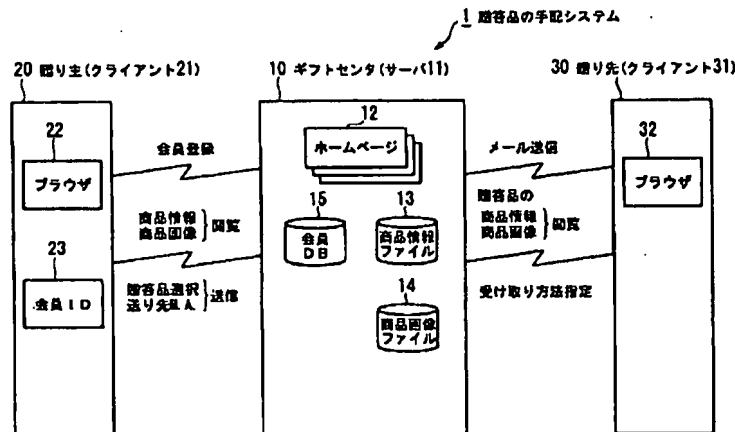 1 贈答品の手配システム
20 贈り主(クライアント21)
10 ギフトセンタ(サーバ11)
30 贈り先(クライアント31)
22
ブラウザ
会員登録
12
ホームページ
メール送信
32
ブラウザ
商品情報
商品画像
閲覧
15
会員
DB
13
商品情報
ファイル
贈答品の
商品情報
商品画像
閲覧
23
会員ID
贈答品選択
送り先記入
送信
14
商品画像
ファイル
受け取り方法指定